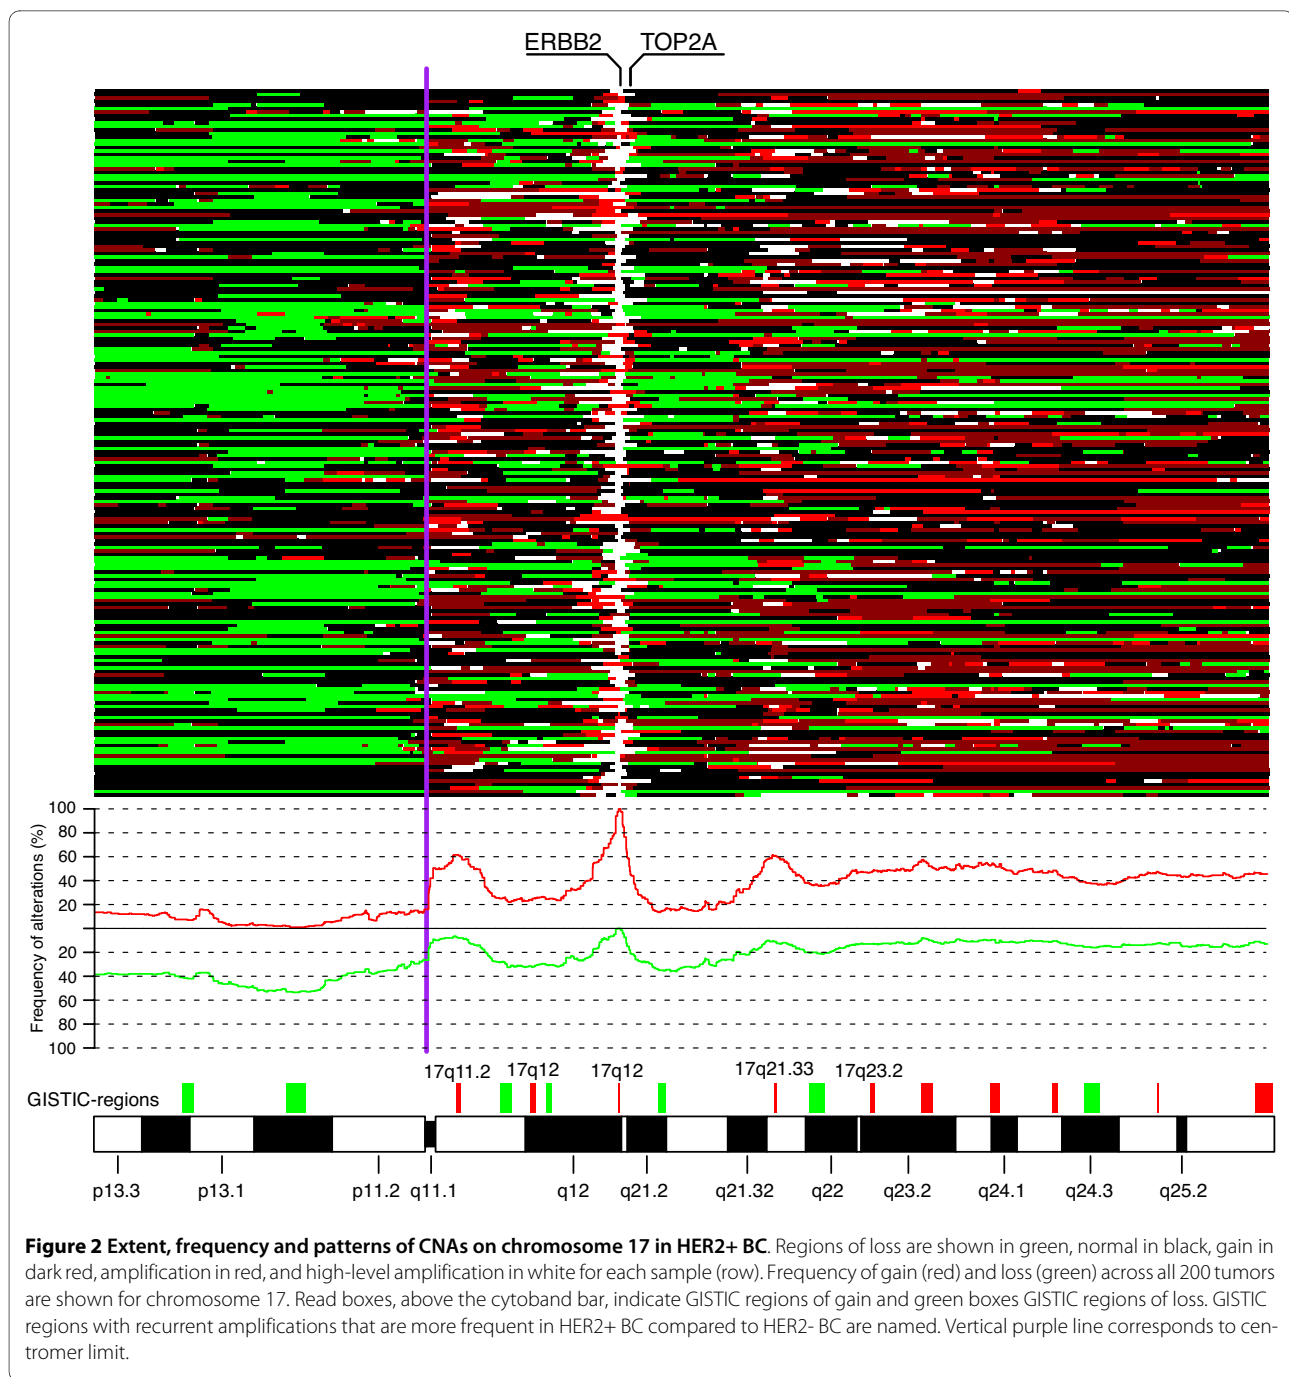 ERBB2 TOP2A
100
80
60
40
20
20
40
60
80
100
Frequency of alterations (%)
17q11.2 17q12 17q12 17q21.33 17q23.2
GISTIC-regions
p13.3 p13.1 p11.2 q11.1 q12 q21.2 q21.32 q22 q23.2 q24.1 q24.3 q25.2
Figure 2 Extent, frequency and patterns of CNAs on chromosome 17 in HER2+ BC. Regions of loss are shown in green, normal in black, gain in
dark red, amplification in red, and high-level amplification in white for each sample (row). Frequency of gain (red) and loss (green) across all 200 tumors
are shown for chromosome 17. Read boxes, above the cytoband bar, indicate GISTIC regions of gain and green boxes GISTIC regions of loss. GISTIC
regions with recurrent amplifications that are more frequent in HER2+ BC compared to HER2- BC are named. Vertical purple line corresponds to cen-
tromer limit.